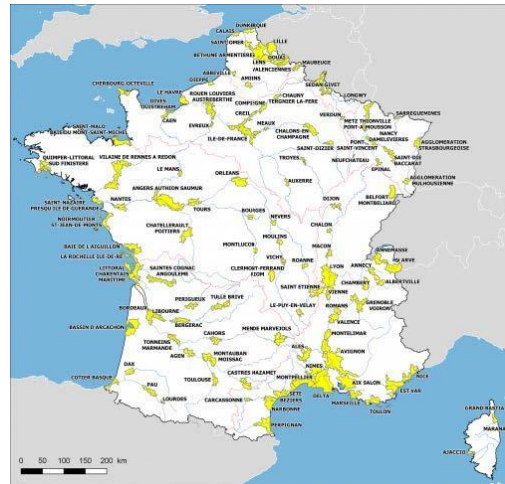 DUNKERQUE
CALAIS
SAINT-OMER
LILLE
BETHUNE ARMENTIERE
DOUAI
LENS
VALENCIENNES
MAUBEUGE
ABBEVILLE
DIEPPE
AMIENS
SEDAN GIVET
CHERBOURG-OCTEVILLE
LE HAVRE
ROUEN LOUVIERS
AUSTREBERTHE
CHAUNY
TERGNIER LA-FERE
LONGWY
COMPIEGNE
DIVES
OUISTREHAM
CREIL
VERDUN
SARREGUEMINES
CAEN
EVREUX
MEAUX
CHALONS-EN
CHAMPAGNE
METZ THIONVILLE
PONT-A-MOUSSON
ILE-DE-FRANCE
NANCY
DAMELEVIERES
AGGLOMERATION
STRASBOURGEOISE
SAINT-MALO
BAIE DU MONT-SAINT-MICHEL
SAINT-DIZIER
PONT
SAINT-VINCENT
SAINT-DIE
BACCARAT
QUIMPER-LITTORAL
SUD FINISTERE
VILAINE DE RENNES A REDON
LE MANS
TROYES
NEUFCHATEAU
EPINAL
ORLEANS
AUXERRE
AGGLOMERATION
MULHOUSIENNE
ANGERS AUTHION SAUMUR
BELFORT
MONTBELIARD
SAINT-NAZAIRE
PRESQU ILE DE GUERANDE
NANTES
TOURS
BOURGES
DIJON
NOIRMOUTIER
ST-JEAN-DE-MONTS
NEVERS
CHATELLERAULT
POITIERS
MOULINS
CHALON
BAIE DE L'AIGUILLON
MONTLUCON
MACON
ANNEMASSE
LA ROCHELLE ILE-DE-RE
VICHY
ROANNE
ANNECY
HT ARVE
LITTORAL
CHARENTAIS
MARITIME
SAINTES-COGNAC
ANGOULEME
CLERMONT-FERRAND
RIOM
LYON
ALBERTVILLE
SAINT ETIENNE
VIENNE
CHAMBERY
PERIGUEUX
TULLE BRIVE
LE-PUY-EN-VELAY
ROMANS
GRENOBLE
VOIRON
BORDEAUX
LIBOURNE
VALENCE
BASSIN D'ARCACHON
BERGERAC
MENDE MARVEJOLS
MONTELIMAR
TONNEINS
MARMANDE
CAHORS
ALES
AVIGNON
AGEN
MONTAUBAN
MOISSAC
NIMES
DAX
CASTRES MAZAMET
MONTPELLIER
AIX SALON
NICE
COTIER BASQUE
TOULOUSE
PAU
SETE
BEZIERS
DELTA
MARSEILLE
EST VAR
LOURDES
CARCASSONNE
NARBONNE
TOULON
GRAND BASTIA
PERPIGNAN
MARANA
AJACCIO
0 50 100 150 200 km